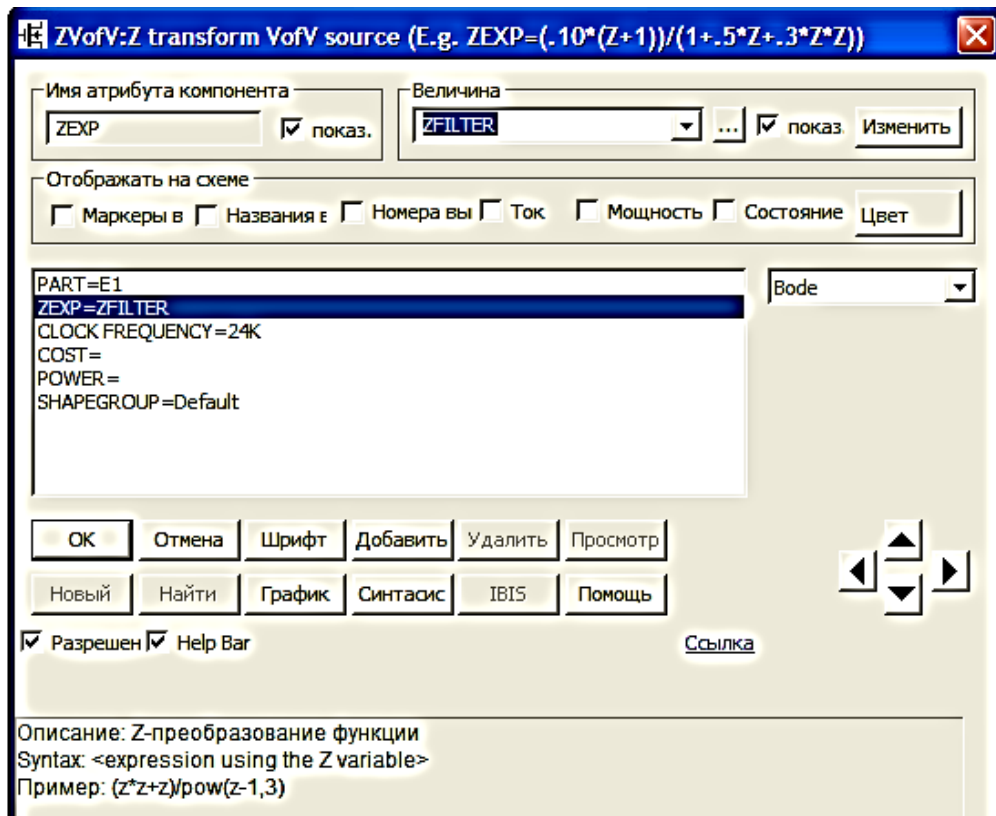 ZVofV:Z transform VofV source (E.g. ZEXP=(.10*(Z+1))/(1+.5*Z+.3*Z*Z))
Имя атрибута компонента
Величина
ZEXP
показ.
ZFILTER
...
показ
Изменить
Отображать на схеме
Маркеры в
Названия в
Номера вы
Ток
Мощность
Состояние
Цвет
PART=E1
ZEXP=ZFILTER
CLOCK FREQUENCY=24K
COST=
POWER=
SHAPEGROUP=Default
Bode
OK
Отмена
Шрифт
Добавить
Удалить
Просмотр
Новый
Найти
График
Синтасис
IBIS
Помощь
Разрешен
Help Bar
Ссылка
Описание: Z-преобразование функции
Syntax: <expression using the Z variable>
Пример: (z*z+z)/pow(z-1,3)